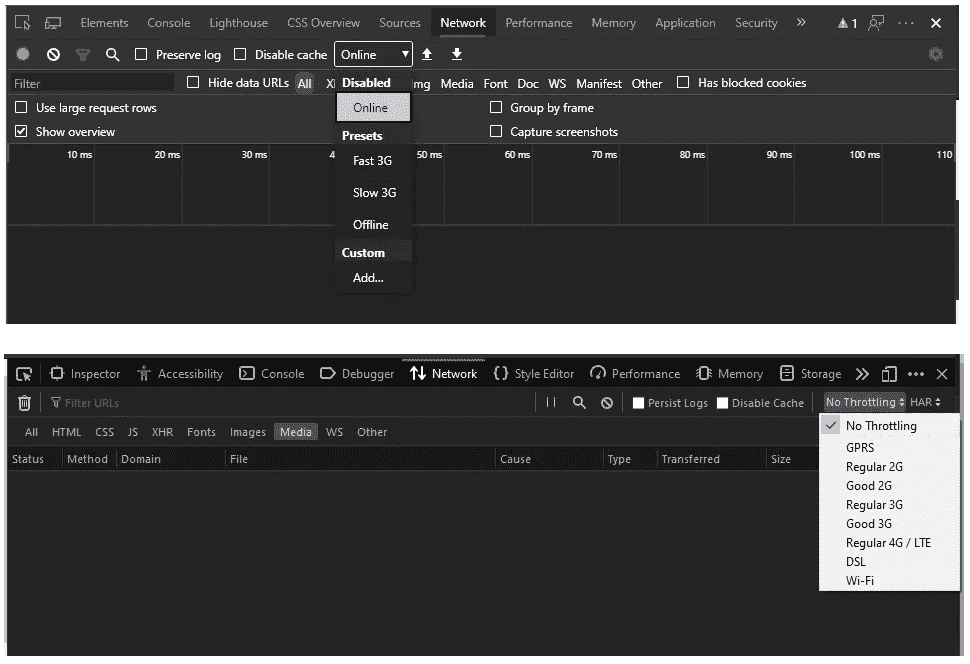 Elements Console Lighthouse CSS Overview Sources Network Performance Memory Application Security 1
Preserve log Disable cache Online
Filter Hide data URLs All Media Font Doc WS Manifest Other Has blocked cookies
Disabled
Online
Presets
Fast 3G
Slow 3G
Offline
Custom
Add...
Use large request rows Group by frame
Show overview Capture screenshots
10 ms 20 ms 30 ms 4 50 ms 60 ms 70 ms 80 ms 90 ms 100 ms 110
Inspector Accessibility Console Debugger Network Style Editor Performance Memory Storage
Filter URLs Persist Logs Disable Cache No Throttling HAR
All HTML CSS JS XHR Fonts Images Media WS Other
Status Method Domain File Cause Type Transferred Size
No Throttling
GPRS
Regular 2G
Good 2G
Regular 3G
Good 3G
Regular 4G / LTE
DSL
Wi-Fi